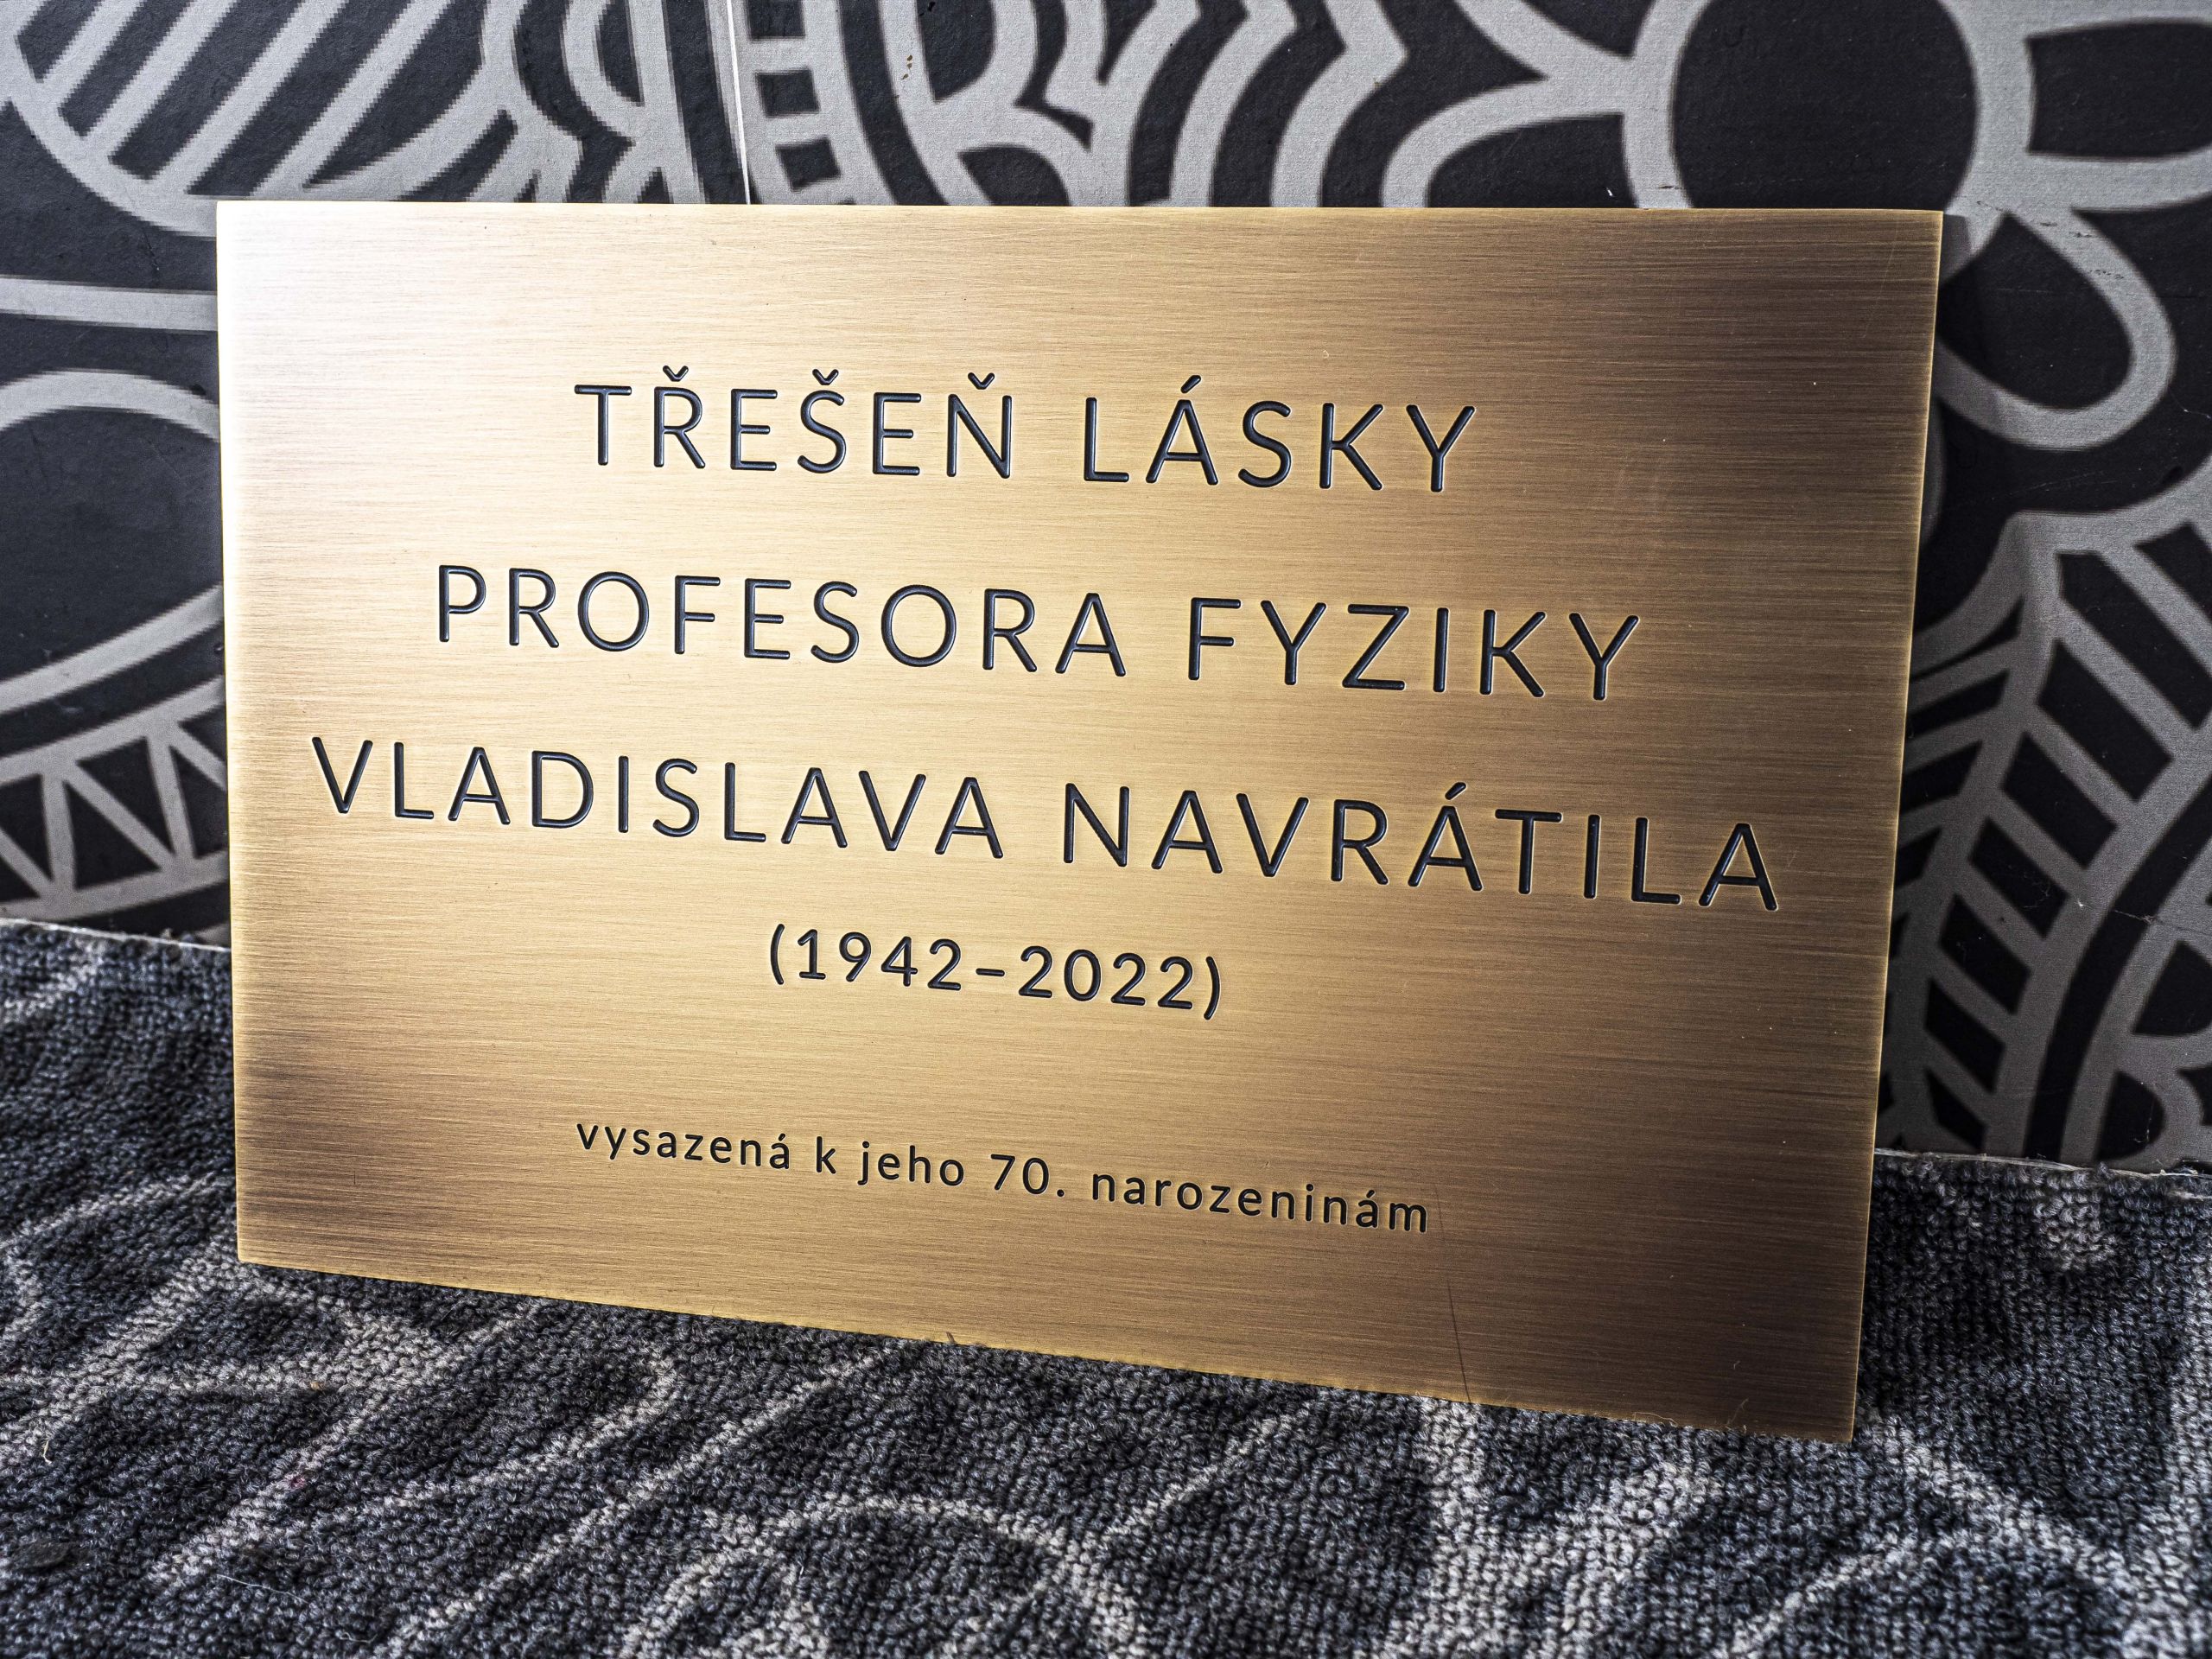 TŘEŠEŇ LÁSKY
PROFESORA FYZIKY
VLADISLAVA NAVRÁTILA
(1942–2022)
vysazená k jeho 70. narozeninám